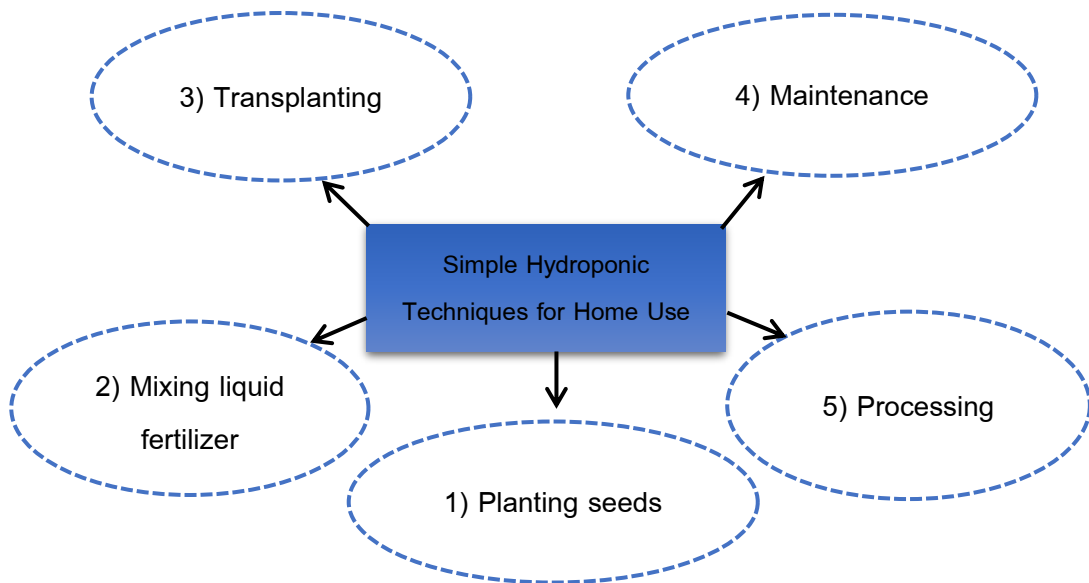 3) Transplanting
4) Maintenance
Simple Hydroponic
Techniques for Home Use
2) Mixing liquid
fertilizer
5) Processing
1) Planting seeds